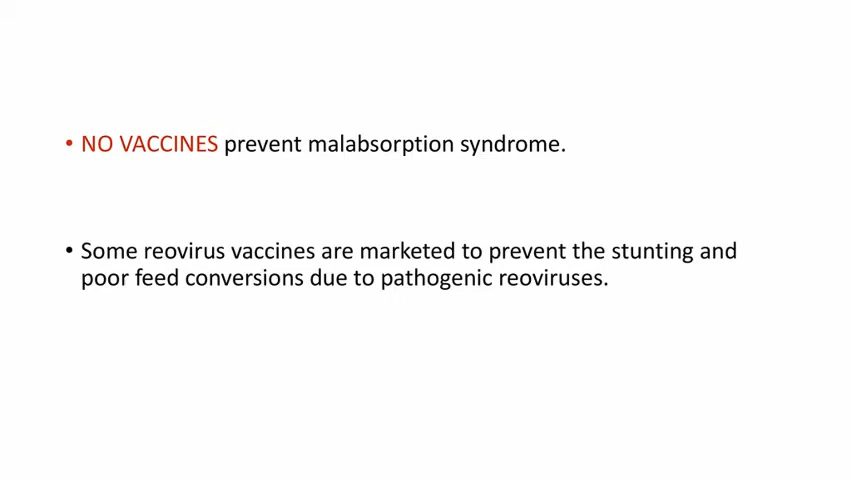 • NO VACCINES prevent malabsorption syndrome.
• Some reovirus vaccines are marketed to prevent the stunting and
poor feed conversions due to pathogenic reoviruses.